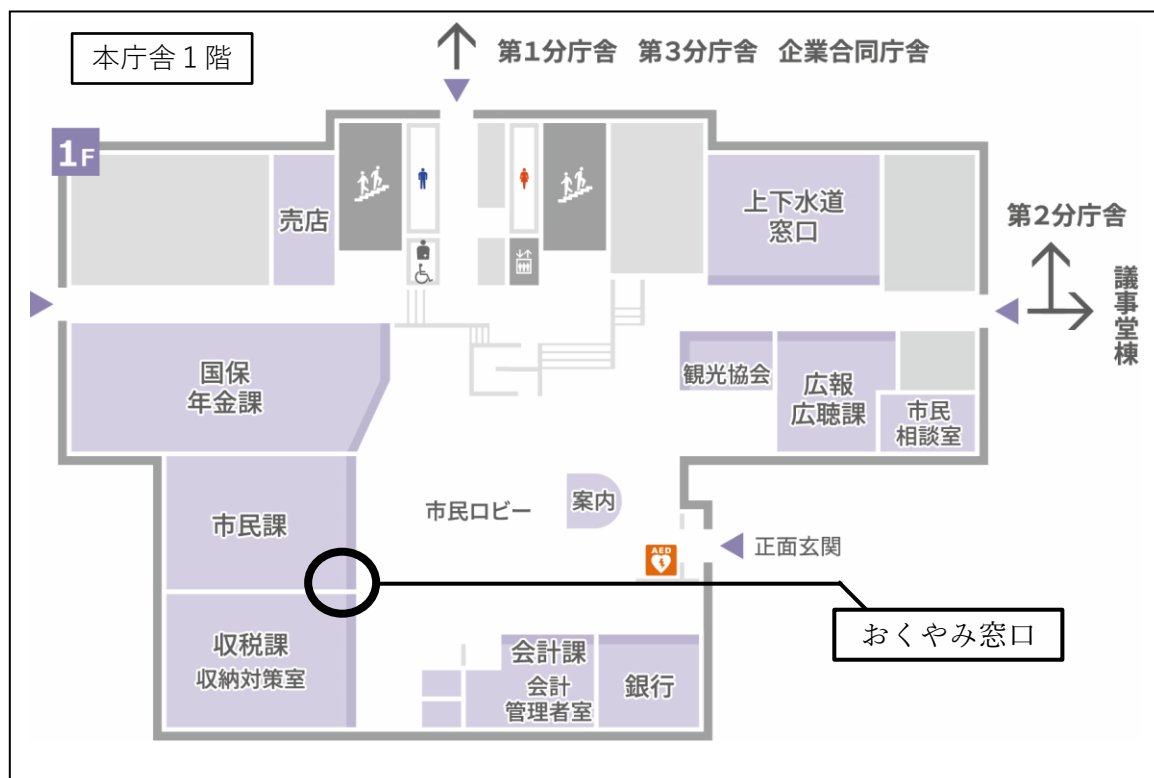 本庁舎１階
第１分庁舎 第３分庁舎 企業合同庁舎
1F
売店
上下水道
窓口
第２分庁舎
議事堂棟
国保
年金課
観光協会
広報
広聴課
市民
相談室
市民課
市民ロビー
案内
AED
正面玄関
おくやみ窓口
収税課
収納対策室
会計課
会計
管理者室
銀行